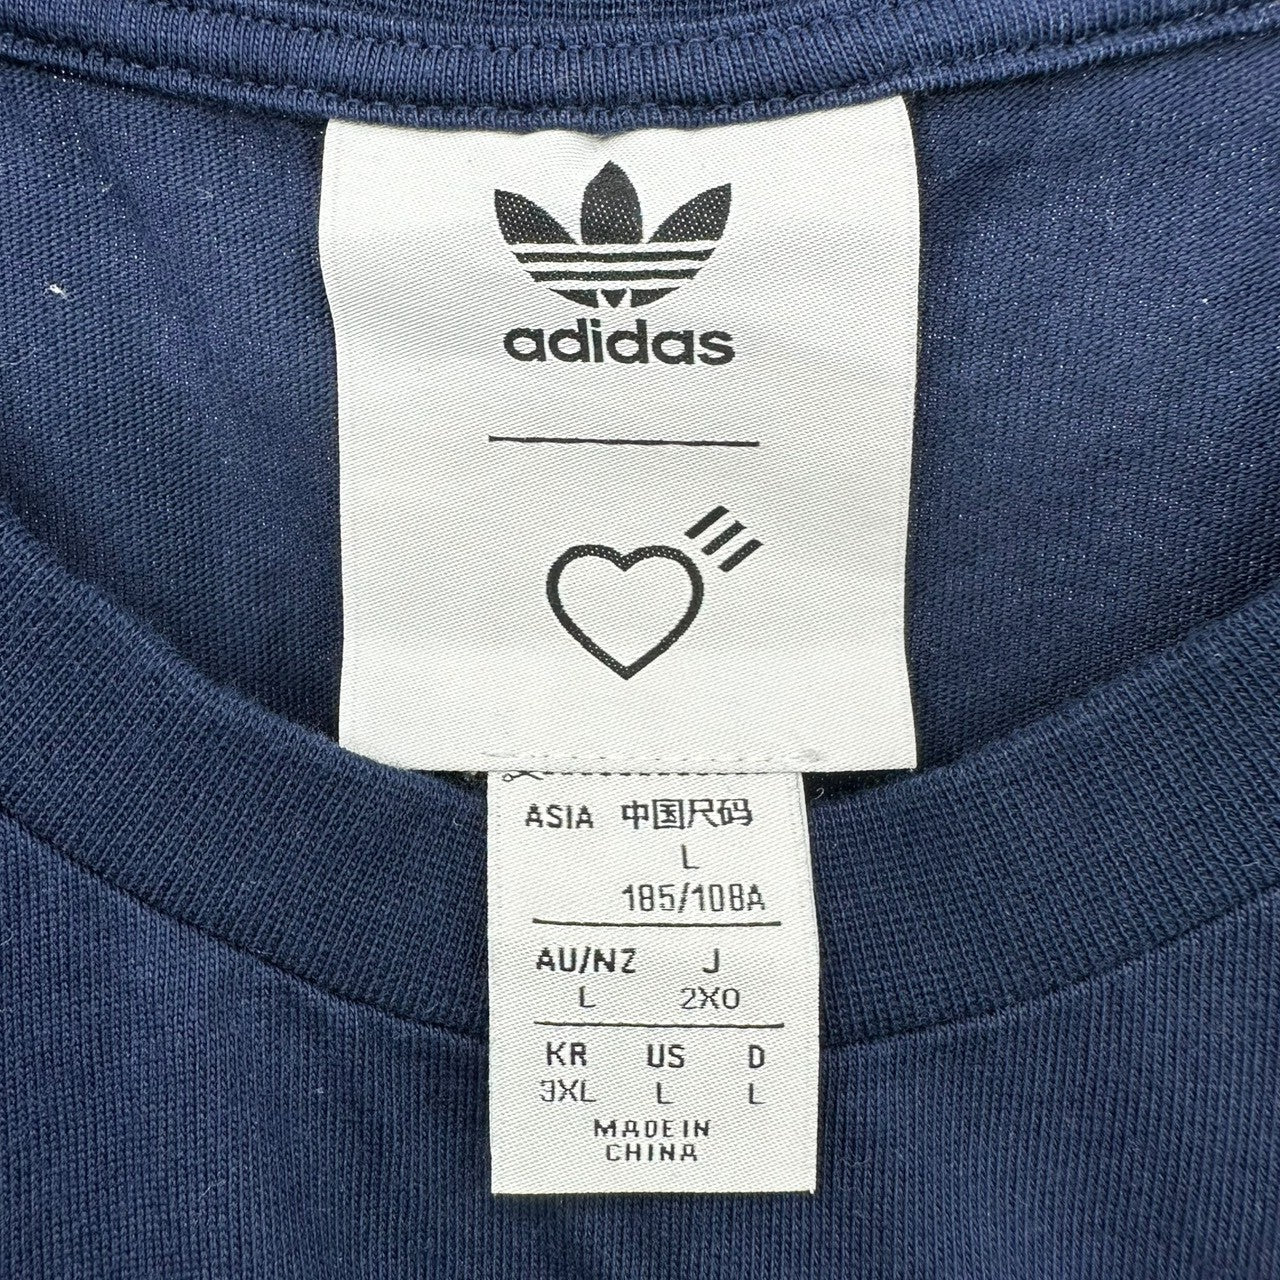 adidas
ASIA 中国尺码
L
185/108A
AU/NZ J
L 2XO
KR US D
3XL L L
MADE IN
CHINA